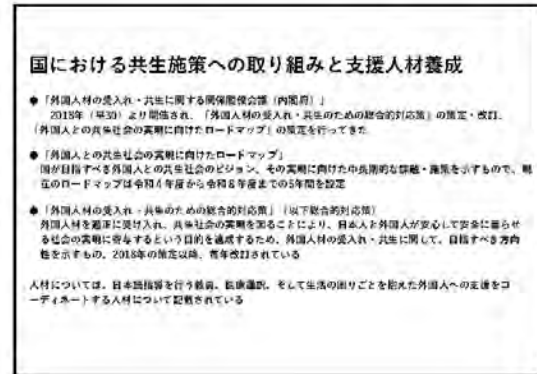 国における共生施策への取り組みと支援人材養成
●「外国人材の受入れ・共生に関する関係閣僚会議（内閣府）」
2018年（平30）より開催され、「外国人材の受入れ・共生のための総合的対応策」の策定・改訂、
「外国人との共生社会の実現に向けたロードマップ」の策定を行ってきた
●「外国人との共生社会の実現に向けたロードマップ」
国が目指すべき外国人との共生社会のビジョン、その実現に向けた中長期的な課題・施策を示すもので、現
在のロードマップは令和4年度から令和8年度までの5年間を設定
●「外国人材の受入れ・共生のための総合的対応策」（以下総合的対応策）
外国人材を適正に受け入れ、共生社会の実現を図ることにより、日本人と外国人が安心して安全に暮らせ
る社会の実現に寄与するという目的を達成するため、外国人材の受入れ・共生に関して、目指すべき方向
性を示すもの。2018年の策定以降、毎年改訂されている
人材については、日本語指導を行う教員、医療通訳、そして生活の困りごとを抱えた外国人への支援をコ
ーディネートする人材について記載されている